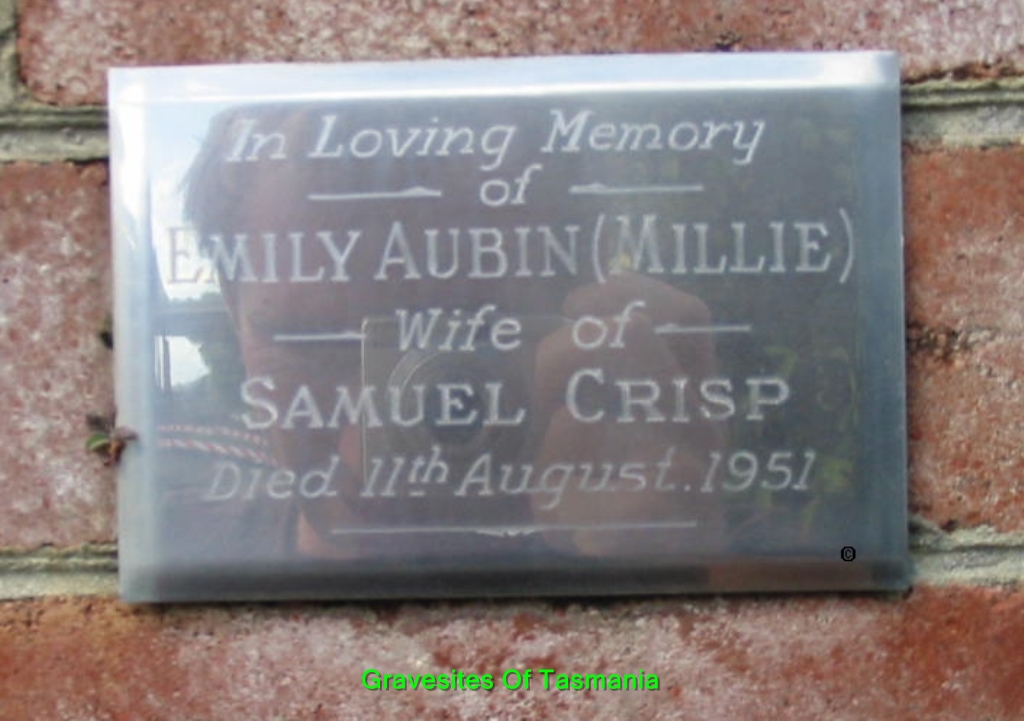 In Loving Memory
of
EMILY AUBIN (MILLIE)
Wife of
SAMUEL CRISP
Died 11th August. 1951
©
Gravesites Of Tasmania